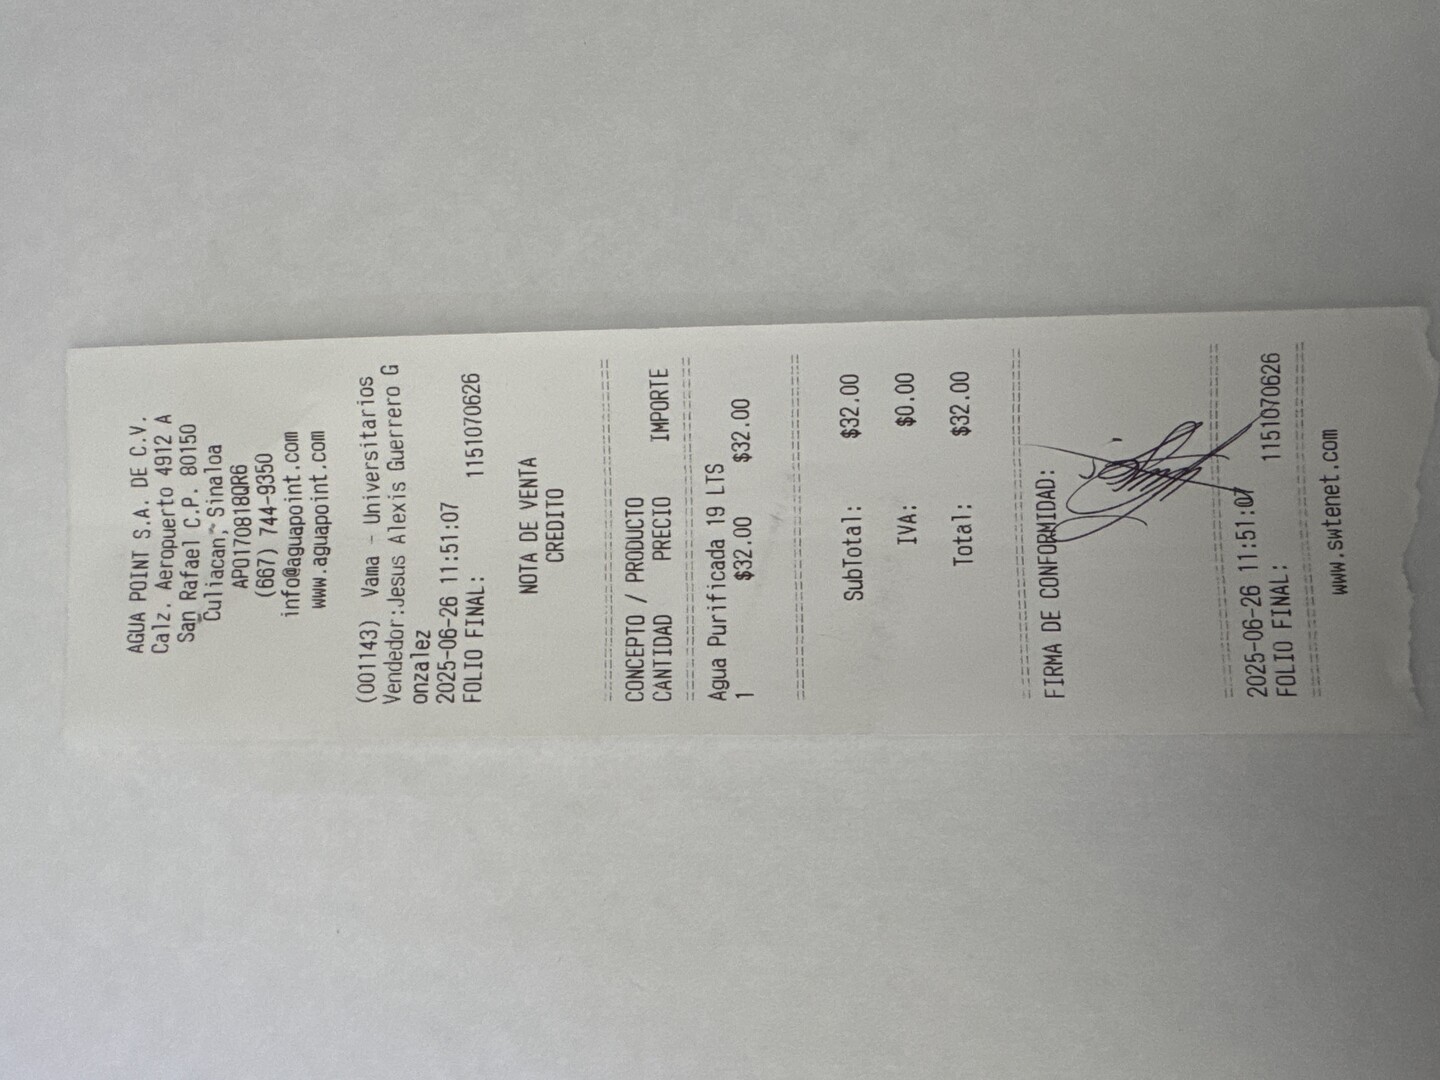 AGUA POINT S.A. DE C.V.
Calz. Aeropuerto 4912 A
San Rafael C.P. 80150
Culiacan, Sinaloa
APO170818QR6
(667) 744-9350
info@aguapoint.com
www.aguapoint.com
(001143) Vama - Universitarios
Vendedor:Jesus Alexis Guerrero G
onzalez
2025-06-26 11:51:07
FOLIO FINAL: 1151070626
NOTA DE VENTA
CREDITO
CONCEPTO / PRODUCTO
CANTIDAD PRECIO IMPORTE
Agua Purificada 19 LTS
1 $32.00 $32.00
SubTotal: $32.00
IVA: $0.00
Total: $32.00
FIRMA DE CONFORMIDAD:
2025-06-26 11:51:07
FOLIO FINAL: 1151070626
www.swtenet.com